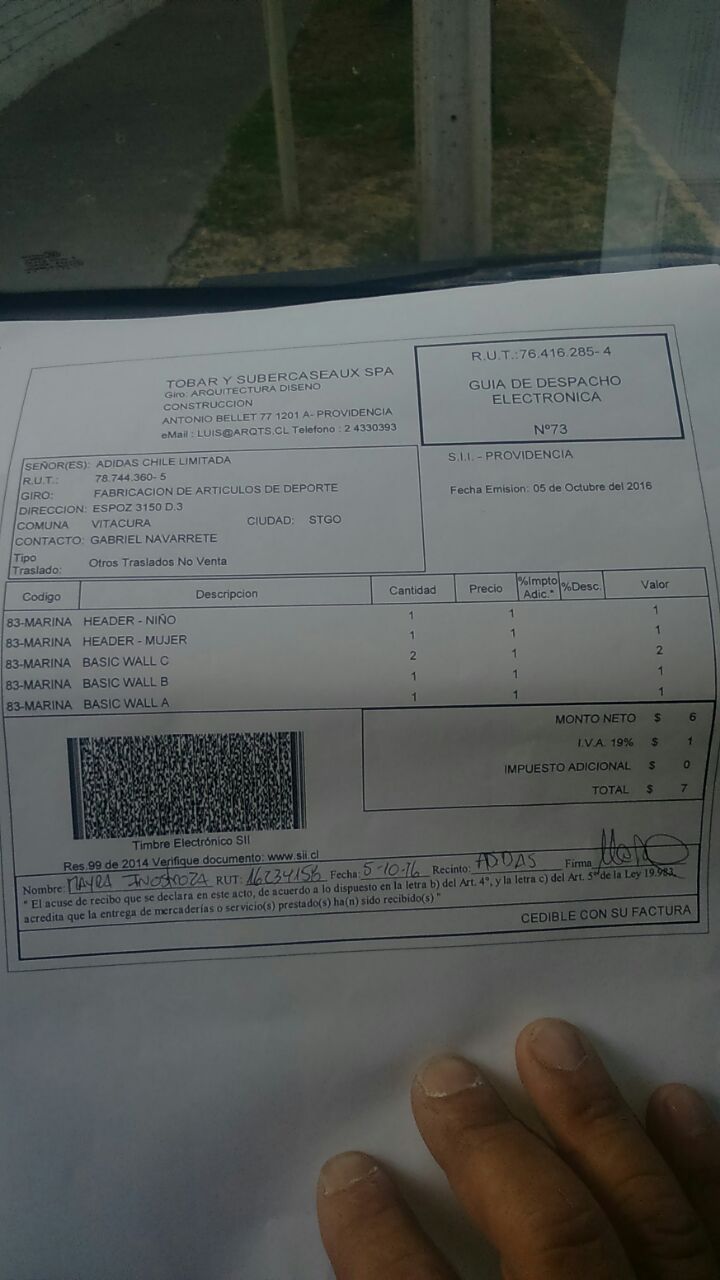 TOBAR Y SUBERCASEAUX SPA
Giro: ARQUITECTURA DISENO
CONSTRUCCION
ANTONIO BELLET 77 1201 A- PROVIDENCIA
eMail : LUIS@ARQTS.CL Telefono : 2 4330393
R.U.T.:76.416.285- 4
GUIA DE DESPACHO
ELECTRONICA
Nº73
S.I.I. - PROVIDENCIA
Fecha Emision: 05 de Octubre del 2016
SEÑOR(ES): ADIDAS CHILE LIMITADA
R.U.T.: 78.744.360- 5
GIRO: FABRICACION DE ARTICULOS DE DEPORTE
DIRECCION: ESPOZ 3150 D.3
COMUNA VITACURA CIUDAD: STGO
CONTACTO: GABRIEL NAVARRETE
Tipo
Traslado: Otros Traslados No Venta
Codigo Descripcion Cantidad Precio %Impto Adic.* %Desc. Valor
83-MARINA HEADER - NIÑO 1 1 1
83-MARINA HEADER - MUJER 1 1 1
83-MARINA BASIC WALL C 2 1 2
83-MARINA BASIC WALL B 1 1 1
83-MARINA BASIC WALL A 1 1 1
MONTO NETO $ 6
I.V.A. 19% $ 1
IMPUESTO ADICIONAL $ 0
TOTAL $ 7
Timbre Electrónico SII
Res.99 de 2014 Verifique documento: www.sii.cl
Nombre: MAYRA INOSTROZA RUT: Fecha: 5-10-16 Recinto: Firma
" El acuse de recibo que se declara en este acto, de acuerdo a lo dispuesto en la letra b) del Art. 4°, y la letra c) del Art. 5° de la Ley 19.983,
acredita que la entrega de mercaderías o servicio(s) prestado(s) ha(n) sido recibido(s) "
CEDIBLE CON SU FACTURA